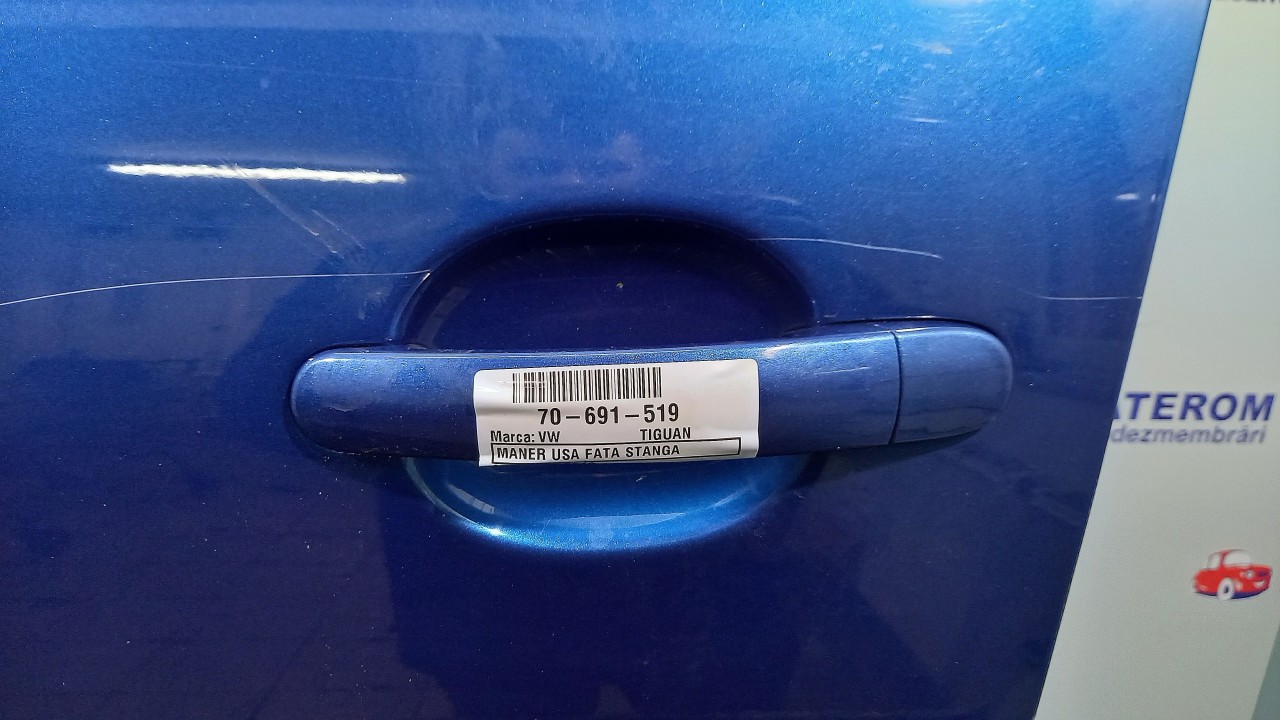 70-691-519
Marca: VW TIGUAN
MANER USA FATA STANGA
ATEROM
dezmembrări